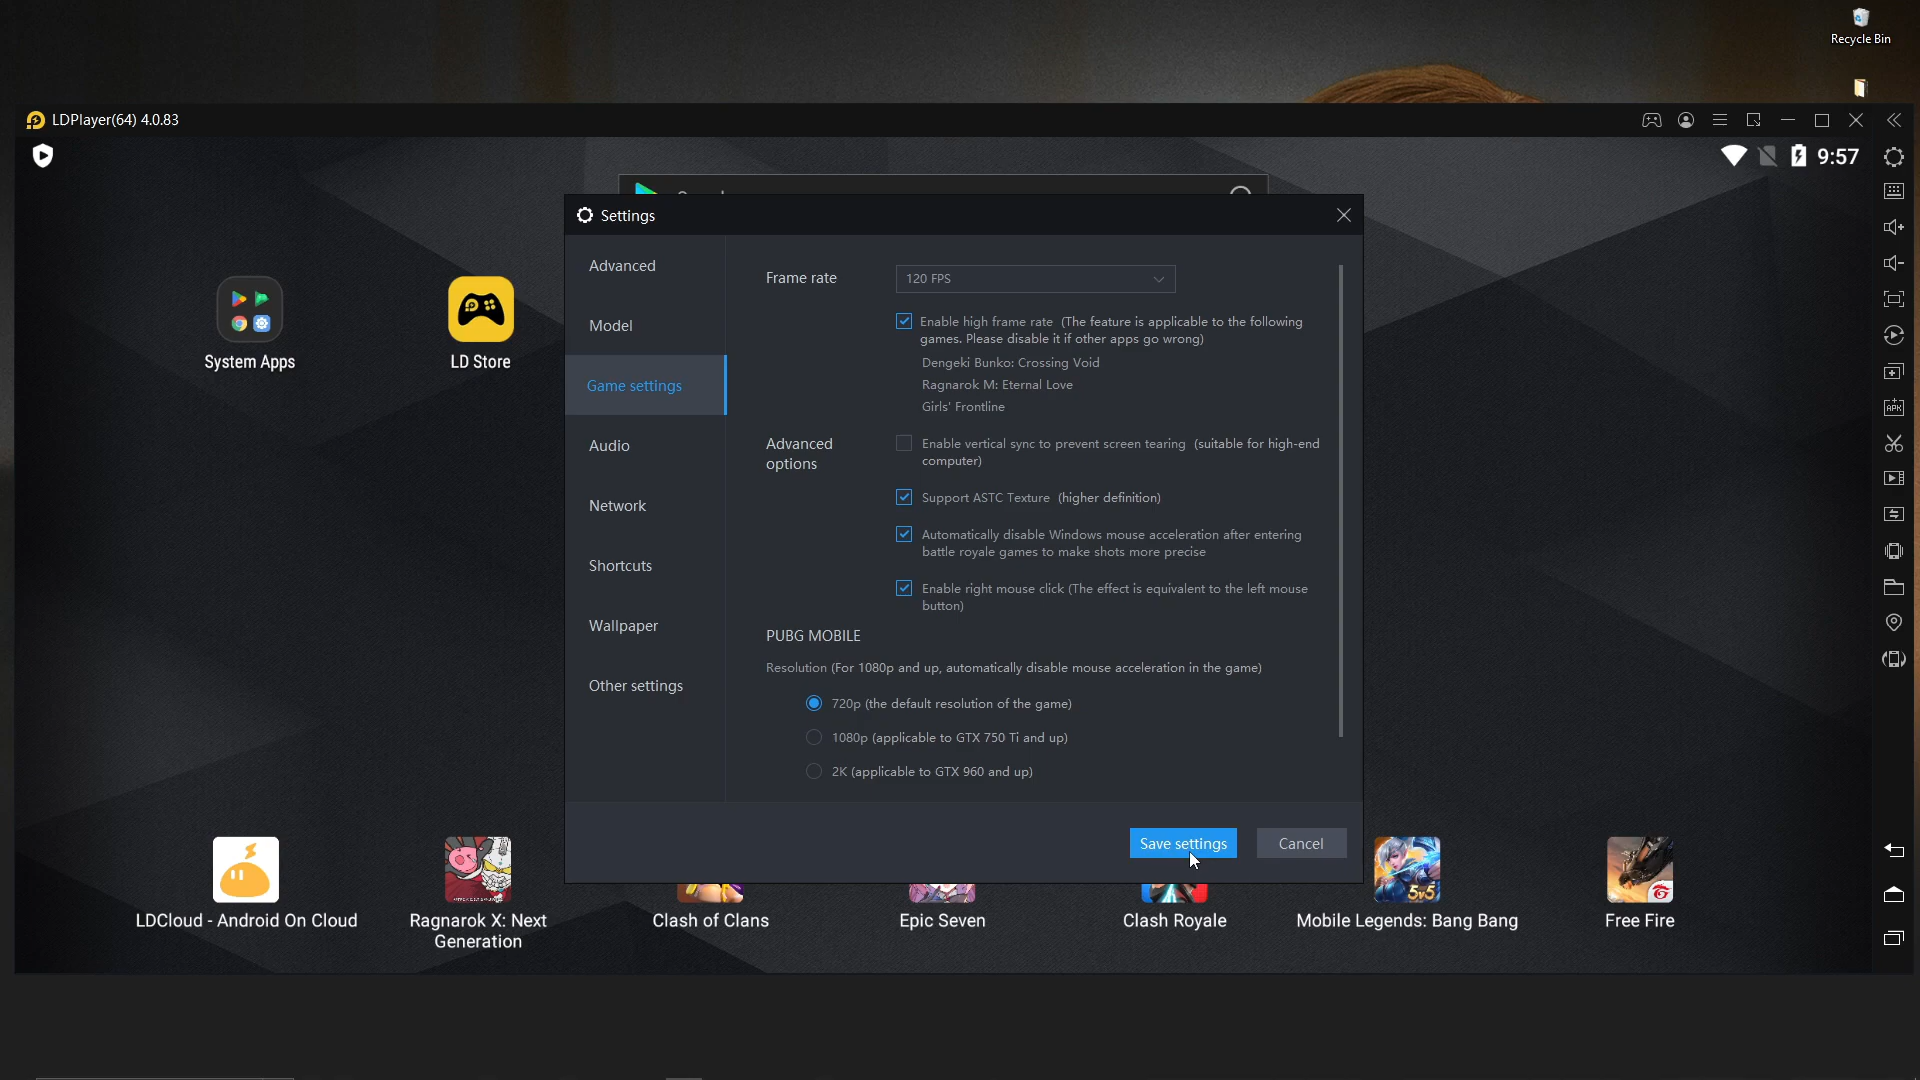 Recycle Bin
LDPlayer(64) 4.0.83
9:57
Settings
System Apps
LD Store
Advanced
Model
Game settings
Audio
Network
Shortcuts
Wallpaper
Other settings
Frame rate
120 FPS
Enable high frame rate (The feature is applicable to the following
games. Please disable it if other apps go wrong)
Dengeki Bunko: Crossing Void
Ragnarok M: Eternal Love
Girls' Frontline
Advanced
options
Enable vertical sync to prevent screen tearing (suitable for high-end
computer)
Support ASTC Texture (higher definition)
Automatically disable Windows mouse acceleration after entering
battle royale games to make shots more precise
Enable right mouse click (The effect is equivalent to the left mouse
button)
PUBG MOBILE
Resolution (For 1080p and up, automatically disable mouse acceleration in the game)
720p (the default resolution of the game)
1080p (applicable to GTX 750 Ti and up)
2K (applicable to GTX 960 and up)
Save settings
Cancel
APK
5v5
LDCloud - Android On Cloud
Ragnarok X: Next
Generation
Clash of Clans
Epic Seven
Clash Royale
Mobile Legends: Bang Bang
Free Fire